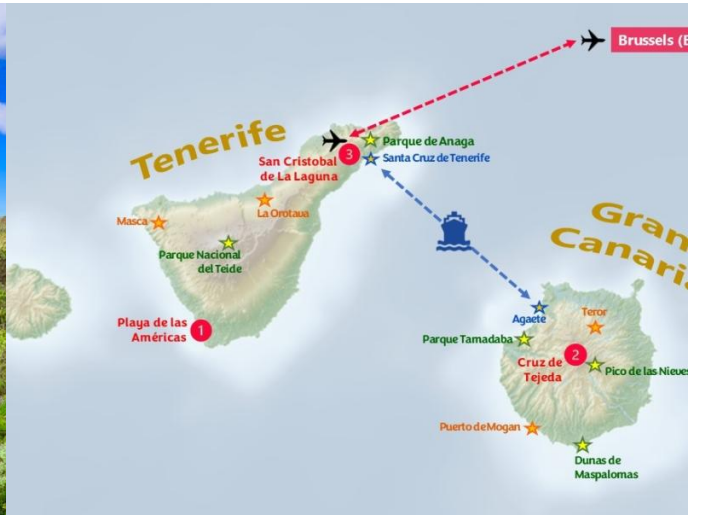 Brussels (B
Tenerife
Parque de Anaga
San Cristobal
de La Laguna
3
Santa Cruz de Tenerife
La Orotava
Masca
Parque Nacional
del Teide
Playa de las
Américas
1
Gran
Canaria
Agaete
Teror
Parque Tamadaba
Cruz de
Tejeda
2
Pico de las Nieves
Puerto de Mogan
Dunas de
Maspalomas